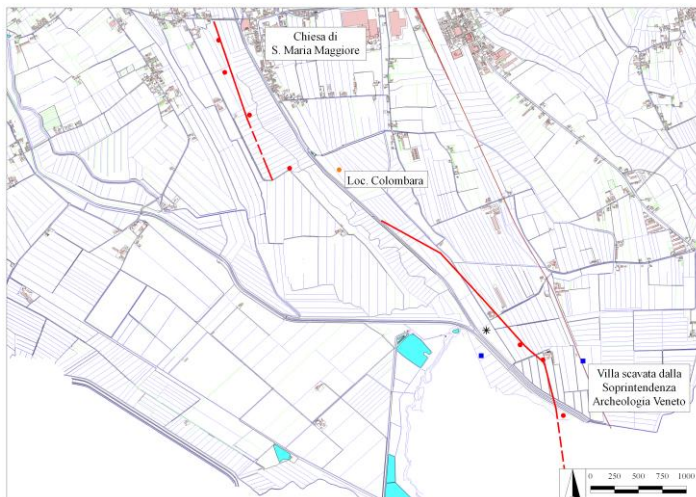 Chiesa di
S. Maria Maggiore
Loc. Colombara
Villa scavata dalla
Soprintendenza
Archeologia Veneto
0 250 500 750 1000